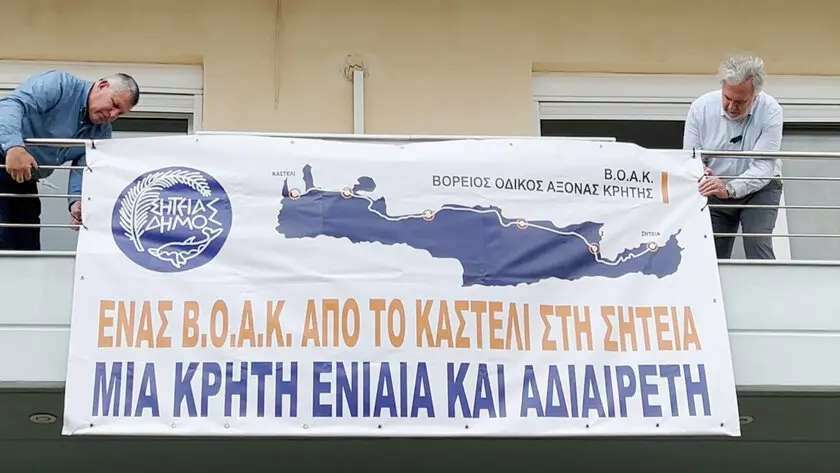 ΣΗΤΕΙΑΣ
ΔΗΜΟΣ
ΚΑΣΤΕΛΙ
Β.Ο.Α.Κ.
ΒΟΡΕΙΟΣ ΟΔΙΚΟΣ ΑΞΟΝΑΣ ΚΡΗΤΗΣ
ΣΗΤΕΙΑ
ΕΝΑΣ Β.Ο.Α.Κ. ΑΠΟ ΤΟ ΚΑΣΤΕΛΙ ΣΤΗ ΣΗΤΕΙΑ
ΜΙΑ ΚΡΗΤΗ ΕΝΙΑΙΑ ΚΑΙ ΑΔΙΑΙΡΕΤΗ